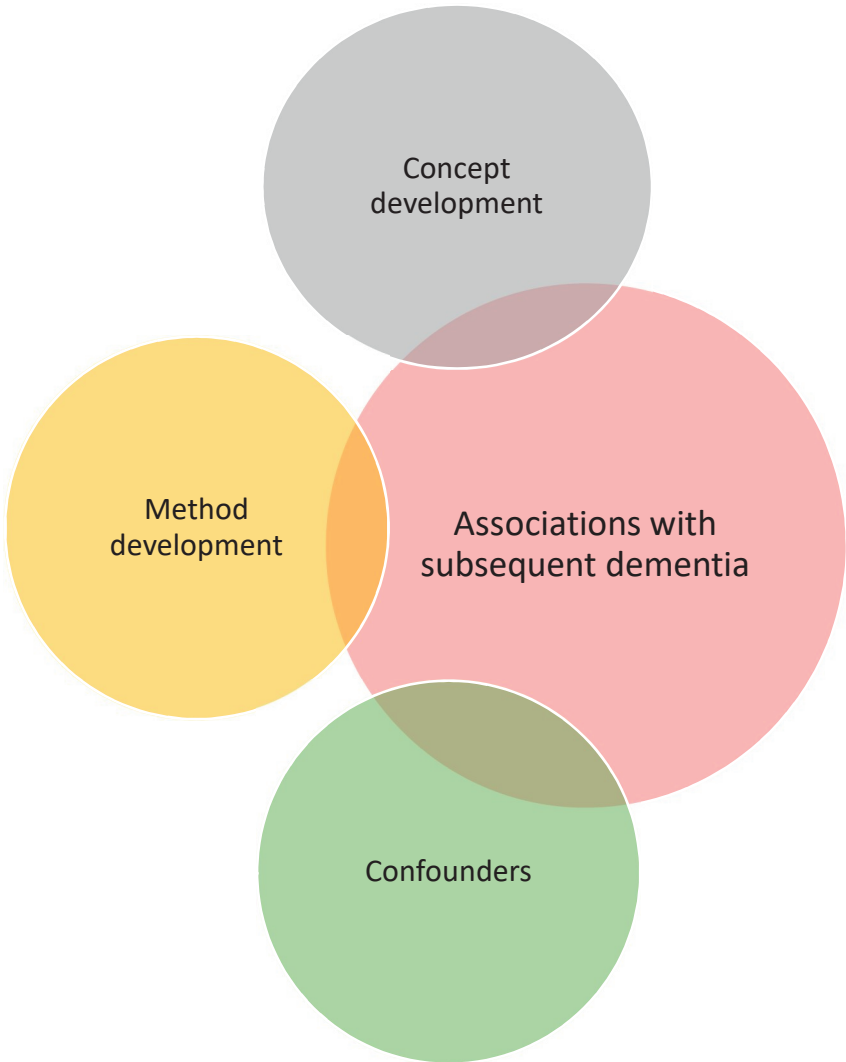 Concept
development
Method
development
Associations with
subsequent dementia
Confounders